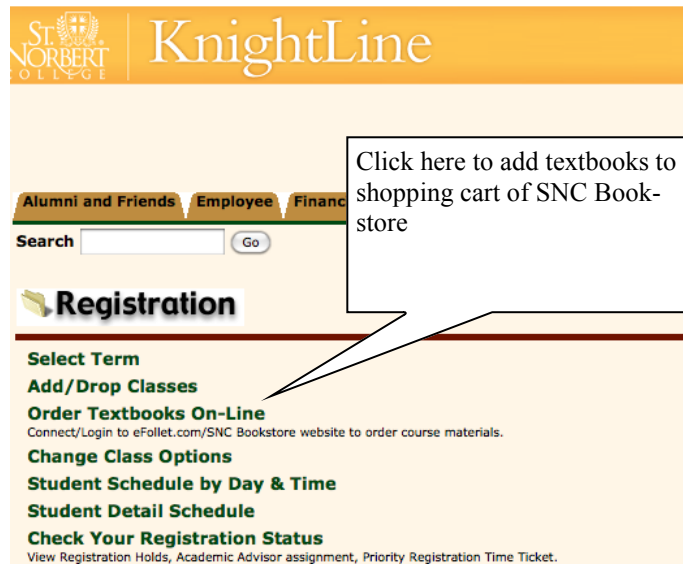 ST.
NORBERT
COLLEGE
KnightLine
Click here to add textbooks to
shopping cart of SNC Book-
store
Alumni and Friends Employee Financ
Search Go
Registration
Select Term
Add/Drop Classes
Order Textbooks On-Line
Connect/Login to eFollet.com/SNC Bookstore website to order course materials.
Change Class Options
Student Schedule by Day & Time
Student Detail Schedule
Check Your Registration Status
View Registration Holds, Academic Advisor assignment, Priority Registration Time Ticket.